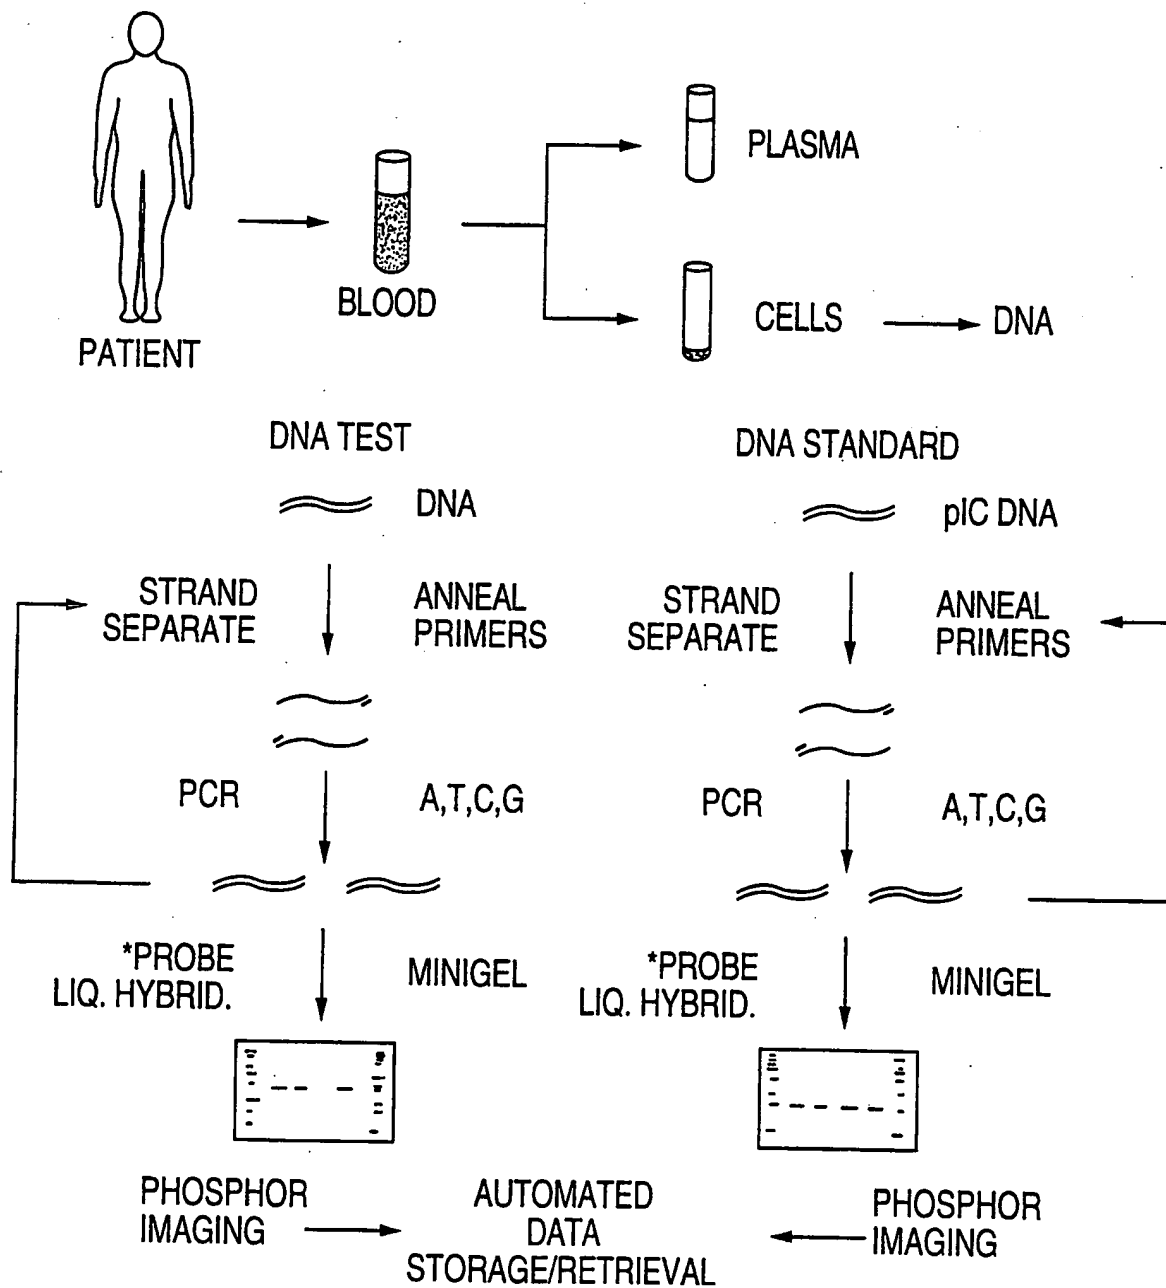 PLASMA
BLOOD
CELLS
DNA
PATIENT
DNA TEST
DNA STANDARD
DNA
pIC DNA
STRAND
SEPARATE
ANNEAL
PRIMERS
STRAND
SEPARATE
ANNEAL
PRIMERS
PCR
A,T,C,G
PCR
A,T,C,G
*PROBE
LIQ. HYBRID.
MINIGEL
*PROBE
LIQ. HYBRID.
MINIGEL
PHOSPHOR
IMAGING
AUTOMATED
DATA
STORAGE/RETRIEVAL
PHOSPHOR
IMAGING